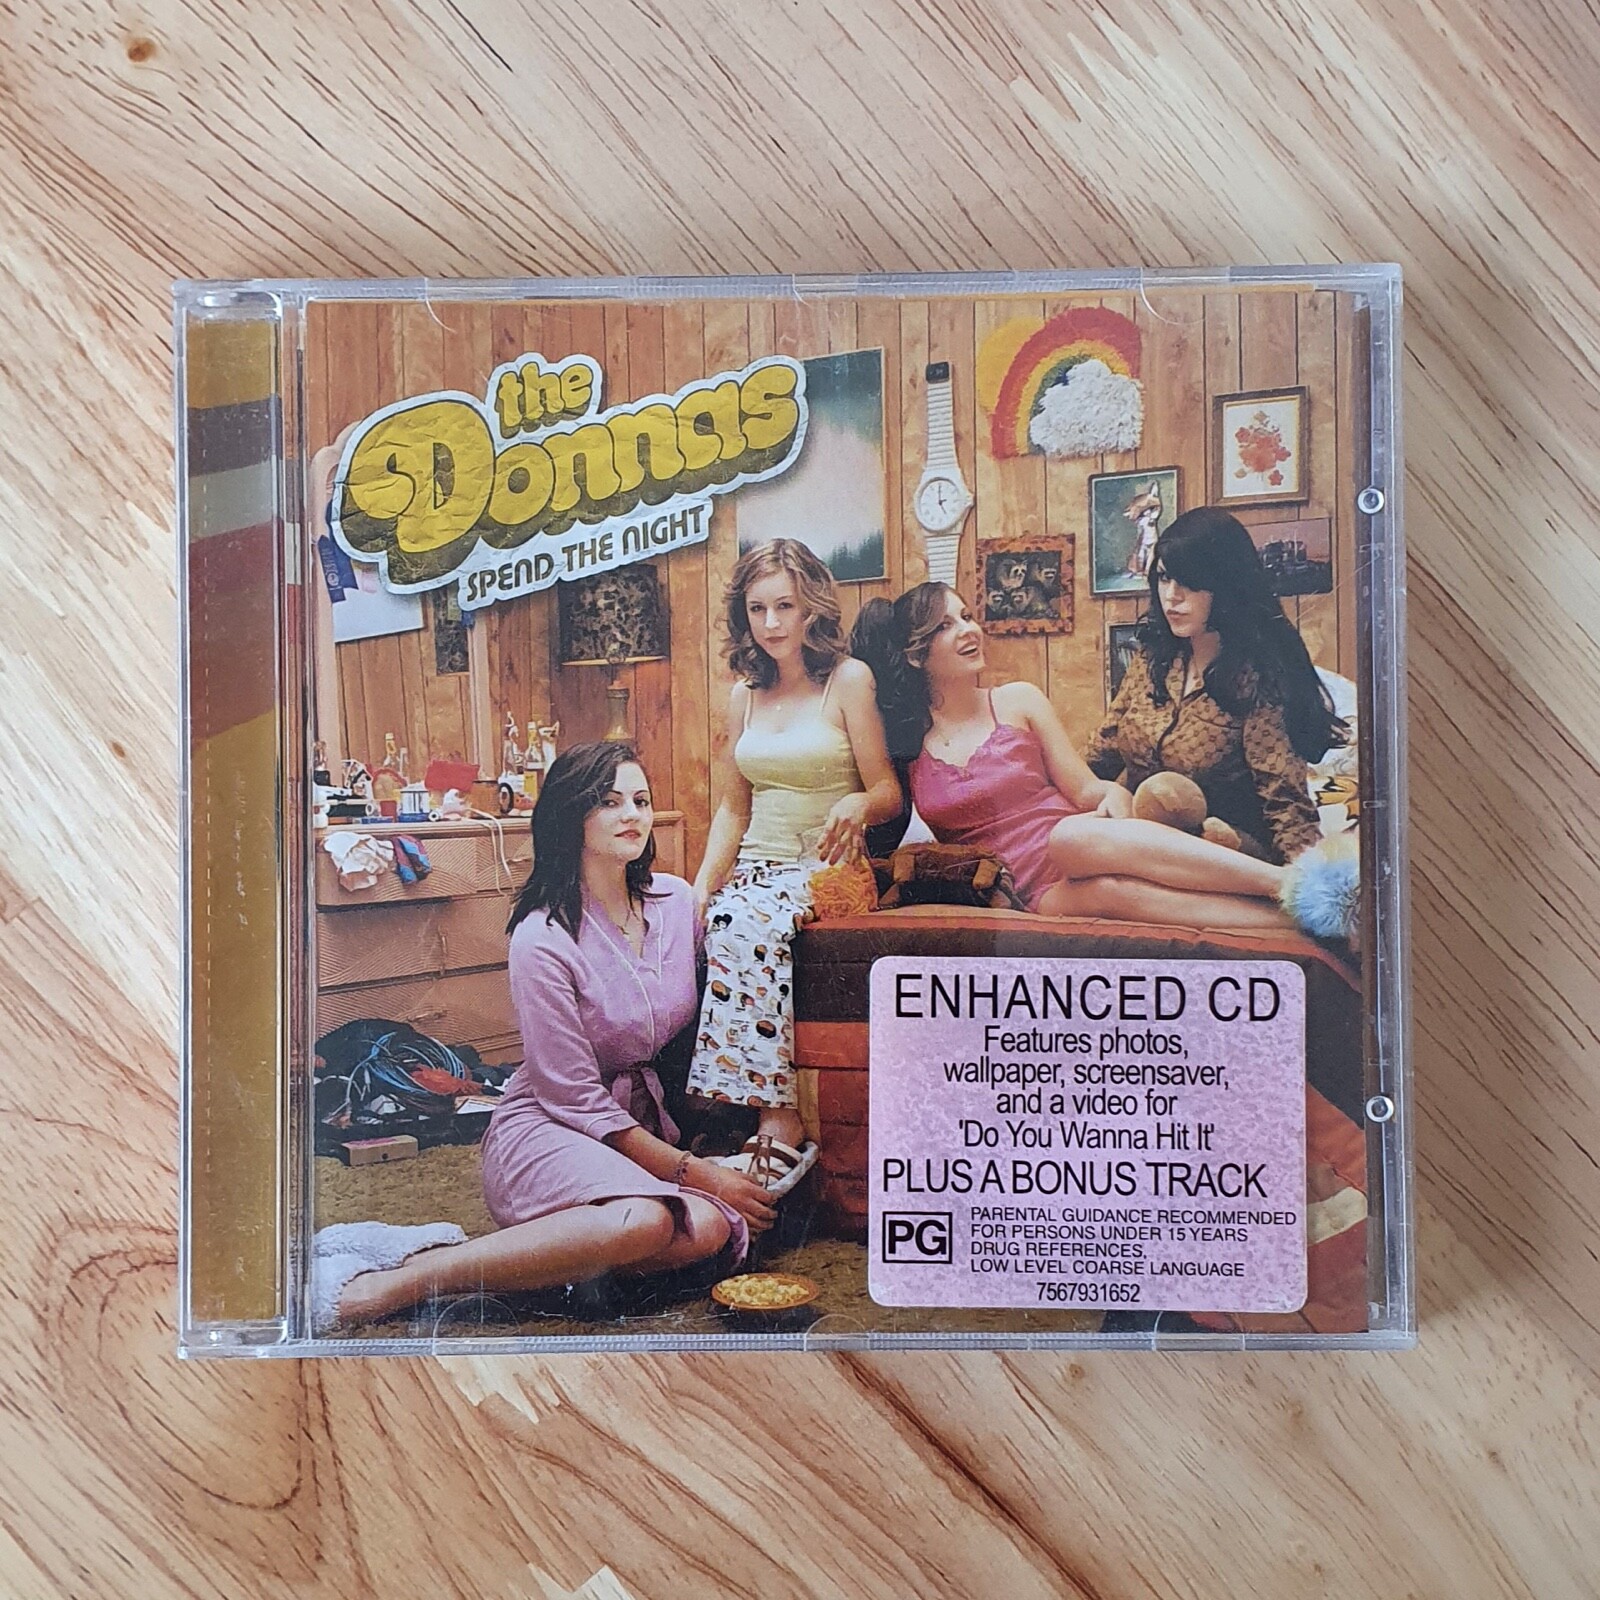 the
Donnas
SPEND THE NIGHT
ENHANCED CD
Features photos,
wallpaper, screensaver,
and a video for
'Do You Wanna Hit It'
PLUS A BONUS TRACK
PG
PARENTAL GUIDANCE RECOMMENDED
FOR PERSONS UNDER 15 YEARS
DRUG REFERENCES,
LOW LEVEL COARSE LANGUAGE
7567931652